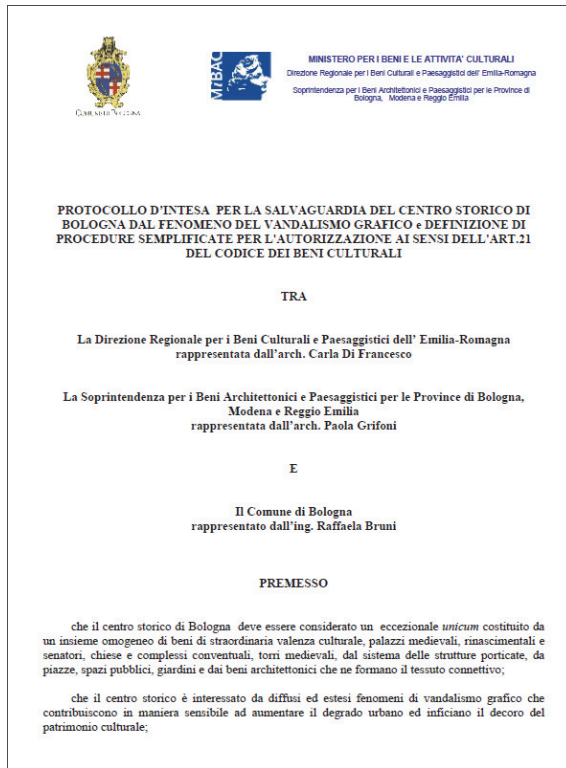 COMUNE DI BOLOGNA
MiBAC
MINISTERO PER I BENI E LE ATTIVITA' CULTURALI
Direzione Regionale per i Beni Culturali e Paesaggistici dell' Emilia-Romagna
Soprintendenza per i Beni Architettonici e Paesaggistici per le Province di
Bologna, Modena e Reggio Emilia
PROTOCOLLO D'INTESA PER LA SALVAGUARDIA DEL CENTRO STORICO DI
BOLOGNA DAL FENOMENO DEL VANDALISMO GRAFICO e DEFINIZIONE DI
PROCEDURE SEMPLIFICATE PER L'AUTORIZZAZIONE AI SENSI DELL'ART.21
DEL CODICE DEI BENI CULTURALI
TRA
La Direzione Regionale per i Beni Culturali e Paesaggistici dell' Emilia-Romagna
rappresentata dall'arch. Carla Di Francesco
La Soprintendenza per i Beni Architettonici e Paesaggistici per le Province di Bologna,
Modena e Reggio Emilia
rappresentata dall'arch. Paola Grifoni
E
Il Comune di Bologna
rappresentato dall'ing. Raffaela Bruni
PREMESSO
che il centro storico di Bologna deve essere considerato un eccezionale unicum costituito da
un insieme omogeneo di beni di straordinaria valenza culturale, palazzi medievali, rinascimentali e
senatori, chiese e complessi conventuali, torri medievali, dal sistema delle strutture porticate, da
piazze, spazi pubblici, giardini e dai beni architettonici che ne formano il tessuto connettivo;
che il centro storico è interessato da diffusi ed estesi fenomeni di vandalismo grafico che
contribuiscono in maniera sensibile ad aumentare il degrado urbano ed inficiano il decoro del
patrimonio culturale;